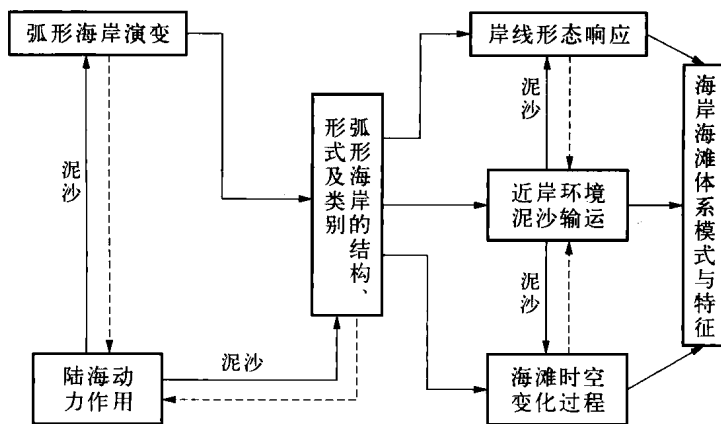 弧形海岸演变
岸线形态响应
泥沙
泥沙
弧形海岸的结构、
形式及类别
近岸环境
泥沙输运
海岸海滩体系模式与特征
泥沙
泥沙
陆海动
力作用
海滩时空
变化过程